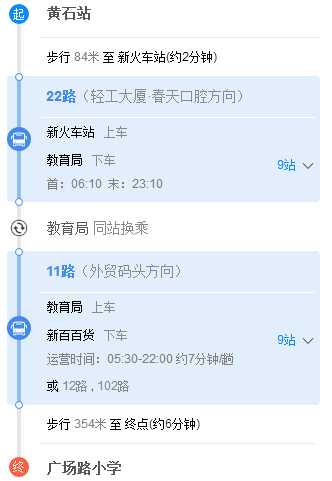 起 黄石站
步行 84米 至 新火车站(约2分钟)
22路（轻工大厦·春天口腔方向）
新火车站 上车
教育局 下车
9站
首：06:10 末：23:10
教育局 同站换乘
11路（外贸码头方向）
教育局 上车
新百百货 下车
9站
运营时间：05:30-22:00 约7分钟/趟
或 12路 , 102路
步行 354米 至 终点(约6分钟)
终 广场路小学